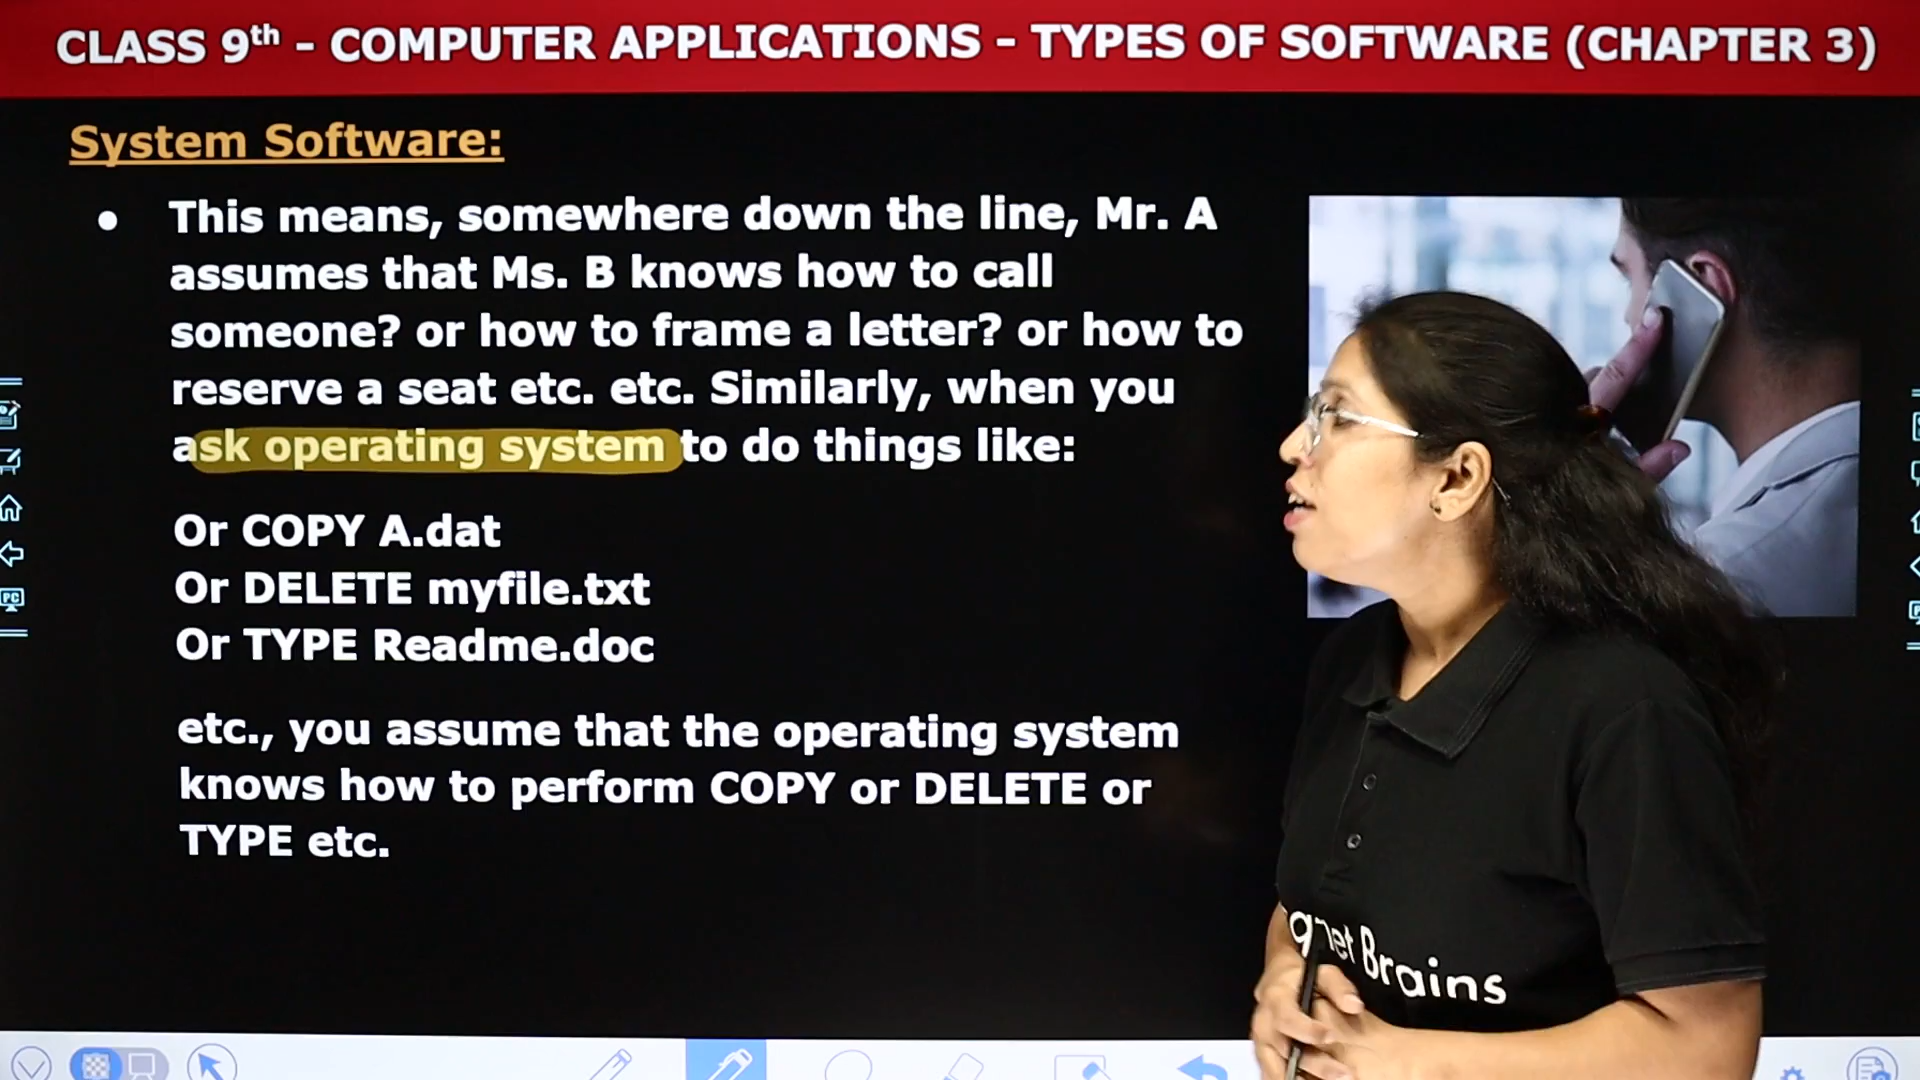 CLASS 9th - COMPUTER APPLICATIONS - TYPES OF SOFTWARE (CHAPTER 3)
System Software:
• This means, somewhere down the line, Mr. A
assumes that Ms. B knows how to call
someone? or how to frame a letter? or how to
reserve a seat etc. etc. Similarly, when you
ask operating system to do things like:
Or COPY A.dat
Or DELETE myfile.txt
Or TYPE Readme.doc
etc., you assume that the operating system
knows how to perform COPY or DELETE or
TYPE etc.
PC
Brains